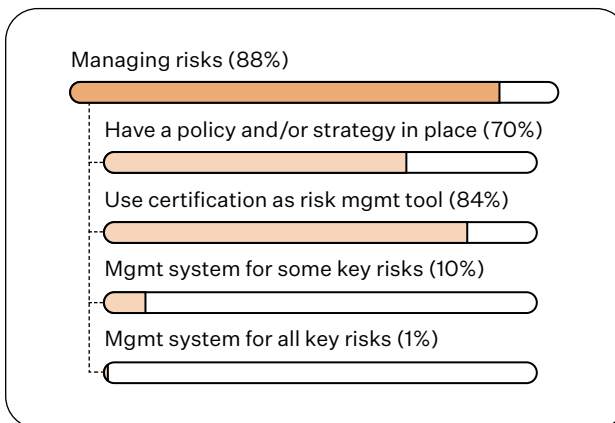 Managing risks (88%)
Have a policy and/or strategy in place (70%)
Use certification as risk mgmt tool (84%)
Mgmt system for some key risks (10%)
Mgmt system for all key risks (1%)